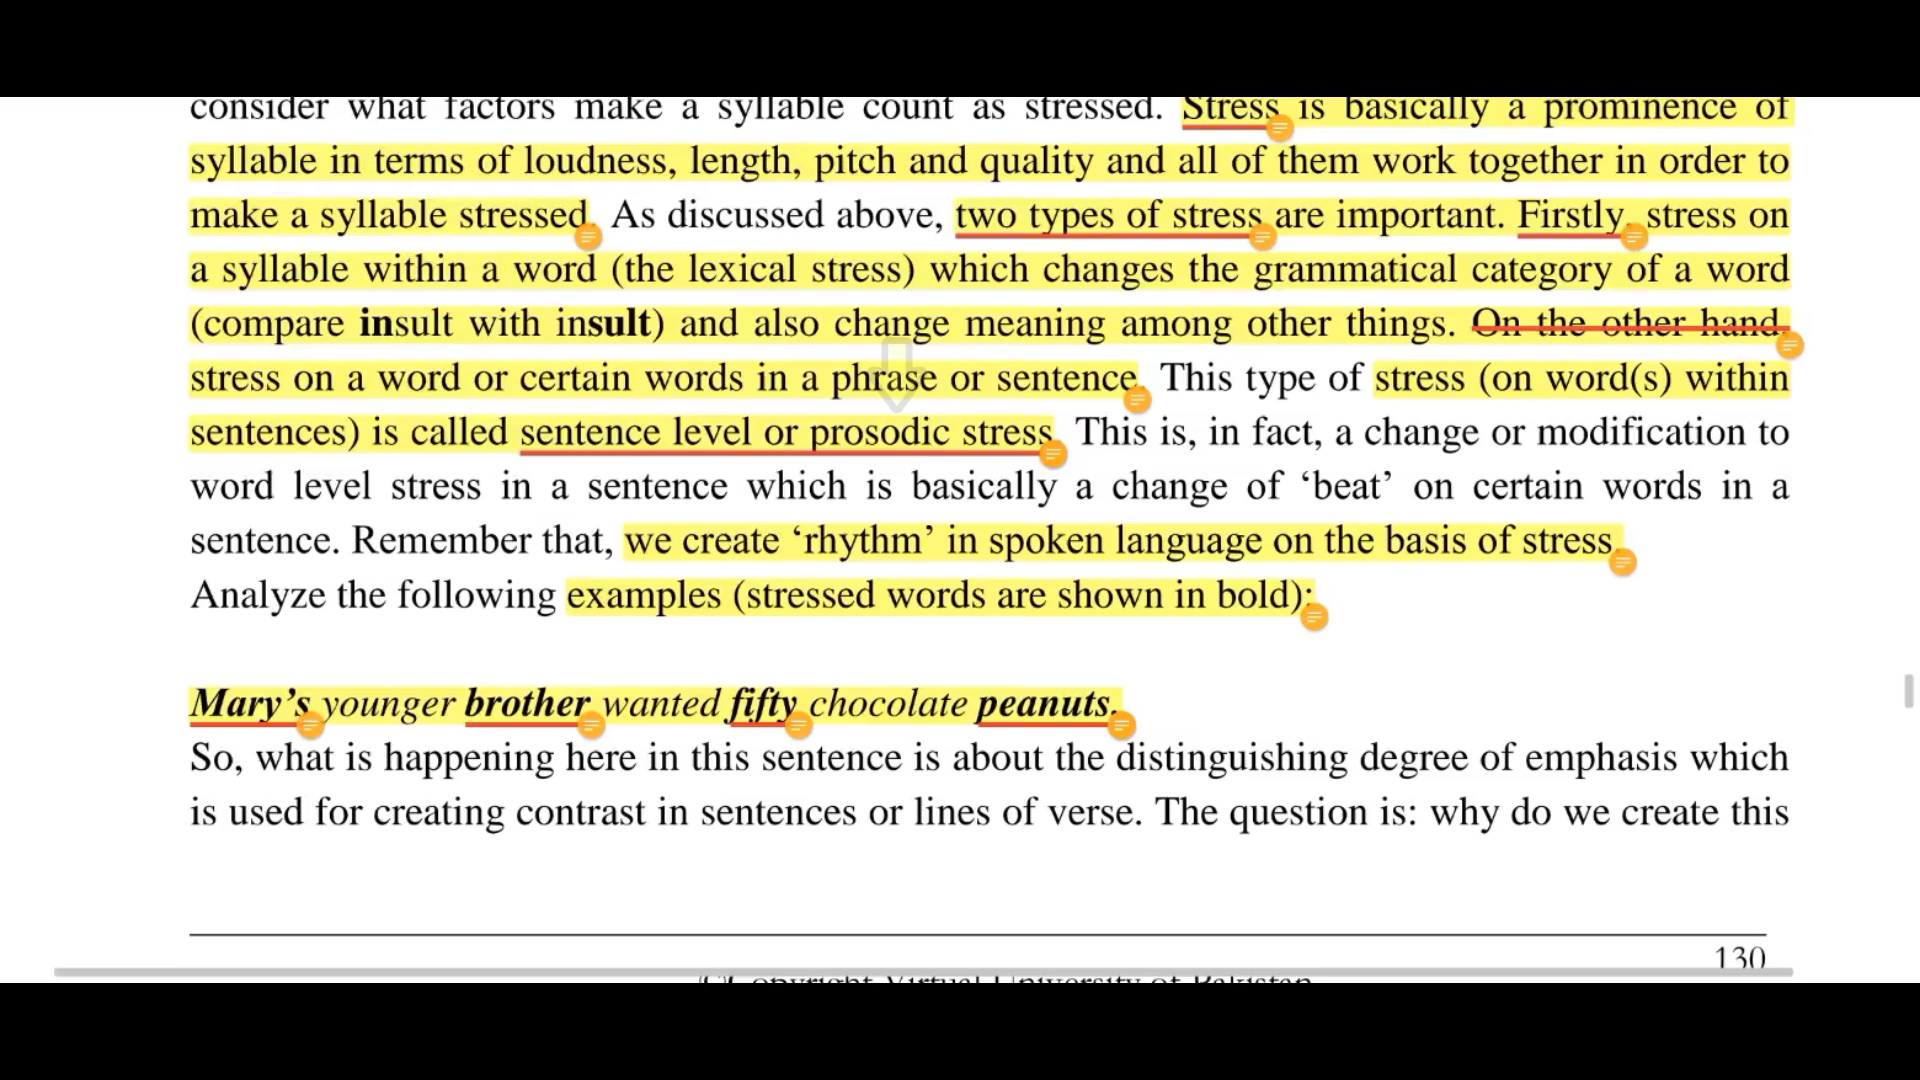 consider what factors make a syllable count as stressed. Stress is basically a prominence of
syllable in terms of loudness, length, pitch and quality and all of them work together in order to
make a syllable stressed. As discussed above, two types of stress are important. Firstly, stress on
a syllable within a word (the lexical stress) which changes the grammatical category of a word
(compare insult with insult) and also change meaning among other things. On the other hand,
stress on a word or certain words in a phrase or sentence. This type of stress (on word(s) within
sentences) is called sentence level or prosodic stress. This is, in fact, a change or modification to
word level stress in a sentence which is basically a change of ‘beat’ on certain words in a
sentence. Remember that, we create ‘rhythm’ in spoken language on the basis of stress.
Analyze the following examples (stressed words are shown in bold):
Mary’s younger brother wanted fifty chocolate peanuts.
So, what is happening here in this sentence is about the distinguishing degree of emphasis which
is used for creating contrast in sentences or lines of verse. The question is: why do we create this
130
©Copyright Virtual University of Pakistan